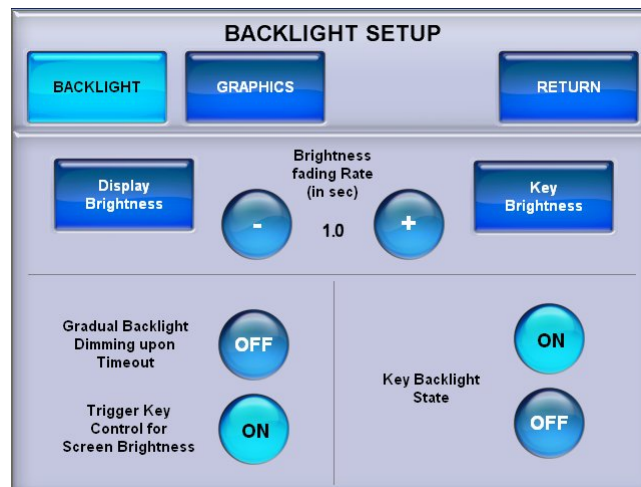 BACKLIGHT SETUP
BACKLIGHT
GRAPHICS
RETURN
Display
Brightness
Brightness
fading Rate
(in sec)
-
1.0
+
Key
Brightness
Gradual Backlight
Dimming upon
Timeout
OFF
Trigger Key
Control for
Screen Brightness
ON
Key Backlight
State
ON
OFF